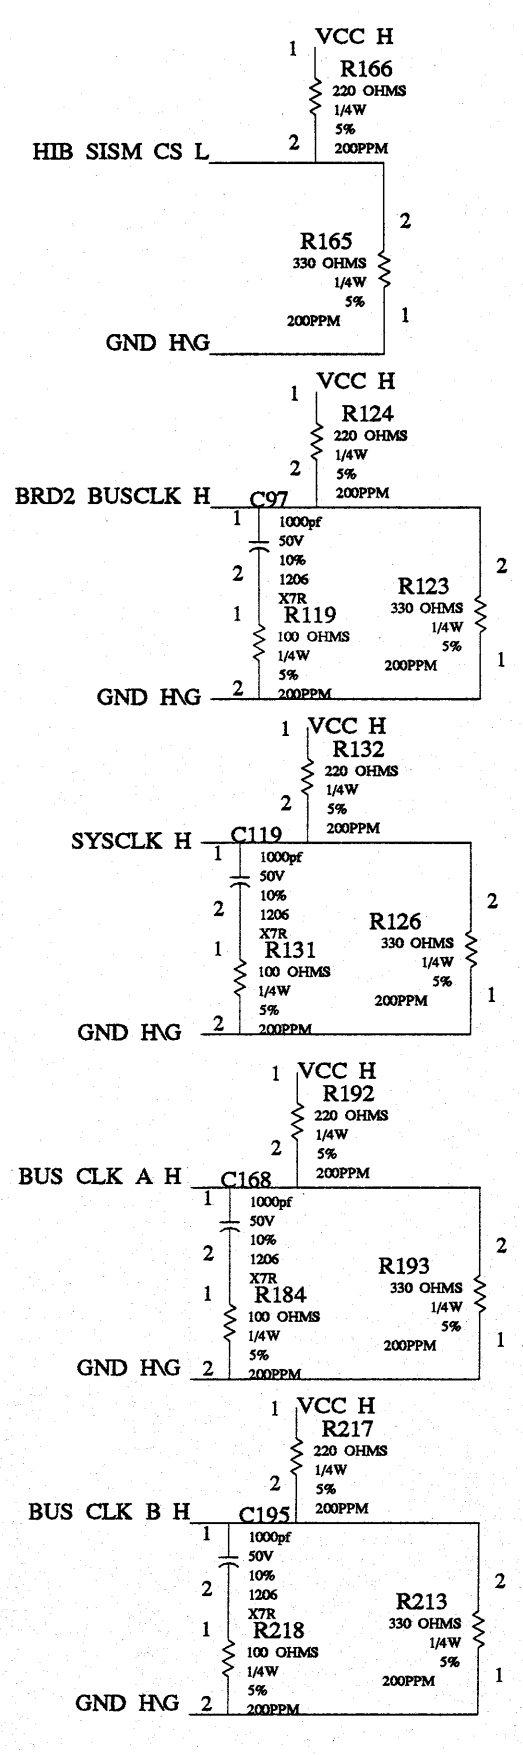 1 VCC H
R166
220 OHMS
1/4W
5%
2 200PPM
HIB SISM CS L
2
R165
330 OHMS
1/4W
5%
200PPM 1
GND H\G
VCC H
1
R124
220 OHMS
1/4W
2 5%
200PPM
BRD2 BUSCLK H C97
1 1000pf
50V
10%
2 1206
X7R
2
R123
330 OHMS
1/4W
5%
200PPM 1
1 R119
100 OHMS
1/4W
5%
2 200PPM
GND H\G
1 VCC H
R132
220 OHMS
1/4W
2 5%
200PPM
SYSCLK H C119
1 1000pf
50V
10%
2 1206
X7R
2
R126
330 OHMS
1/4W
5%
200PPM 1
1 R131
100 OHMS
1/4W
5%
2 200PPM
GND H\G
1 VCC H
R192
220 OHMS
1/4W
2 5%
200PPM
BUS CLK A H C168
1 1000pf
50V
10%
2 1206
X7R
2
R193
330 OHMS
1/4W
5%
200PPM 1
1 R184
100 OHMS
1/4W
5%
2 200PPM
GND H\G
1 VCC H
R217
220 OHMS
1/4W
2 5%
200PPM
BUS CLK B H C195
1 1000pf
50V
10%
2 1206
X7R
2
R213
330 OHMS
1/4W
5%
200PPM 1
1 R218
100 OHMS
1/4W
5%
2 200PPM
GND H\G